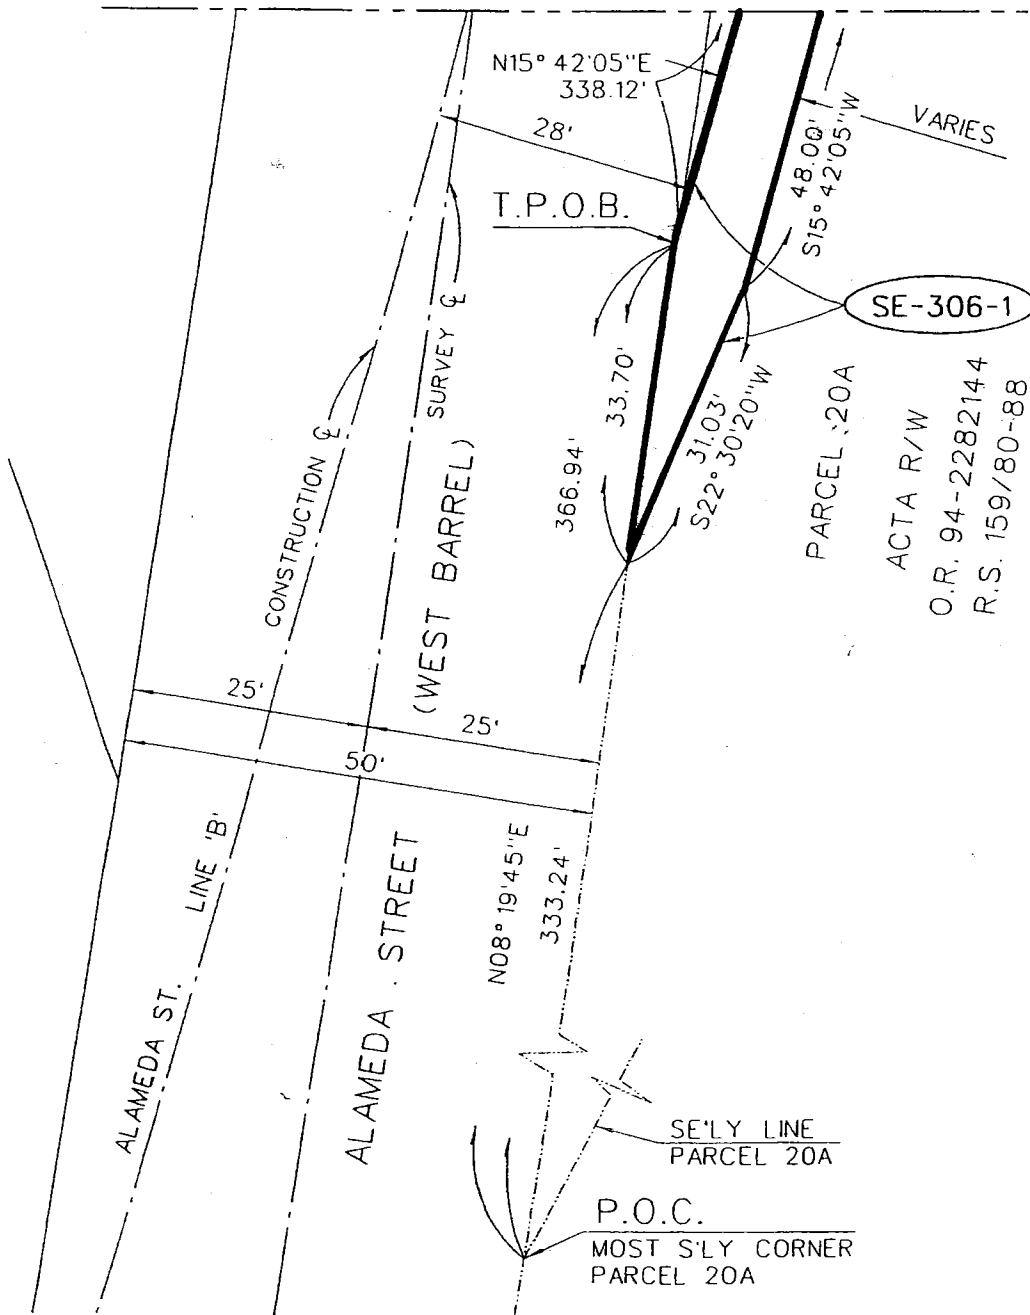 N15° 42'05"E
338.12'
28'
VARIES
48.00'
S15° 42'05"W
T.P.O.B.
SE-306-1
SURVEY ℄
CONSTRUCTION ℄
33.70'
366.94'
31.03'
S22° 30'20"W
PARCEL 20A
ACTA R/W
O.R. 94-2282144
R.S. 159/80-88
(WEST BARREL)
25'
25'
50'
LINE 'B'
ALAMEDA ST.
ALAMEDA STREET
N08° 19'45"E
333.24'
SE'LY LINE
PARCEL 20A
P.O.C.
MOST S'LY CORNER
PARCEL 20A